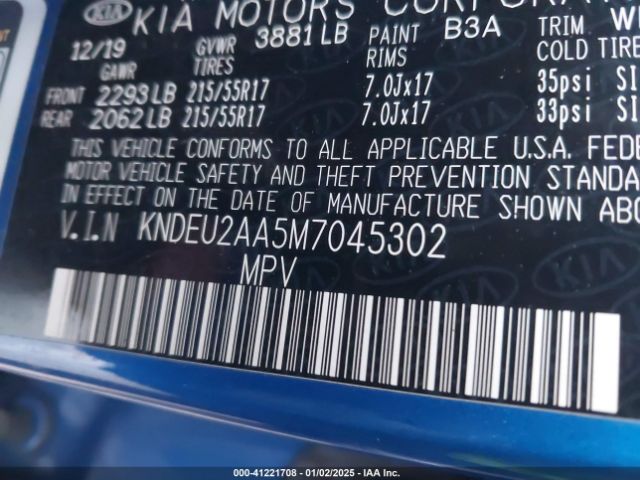 KIA KIA MOTORS
12/19 GVWR 3881 LB PAINT B3A TRIM
GAWR TIRES RIMS COLD
FRONT 2293 LB 215/55R17 7.0Jx17 35psi
REAR 2062 LB 215/55R17 7.0Jx17 33psi
THIS VEHICLE CONFORMS TO ALL APPLICABLE U.S.A.
MOTOR VEHICLE SAFETY AND THEFT PREVENTION
IN EFFECT ON THE DATE OF MANUFACTURE SHOWN
V.I.N KNDEU2AA5M7045302
MPV
000-41221708 - 01/02/2025 - IAA Inc.